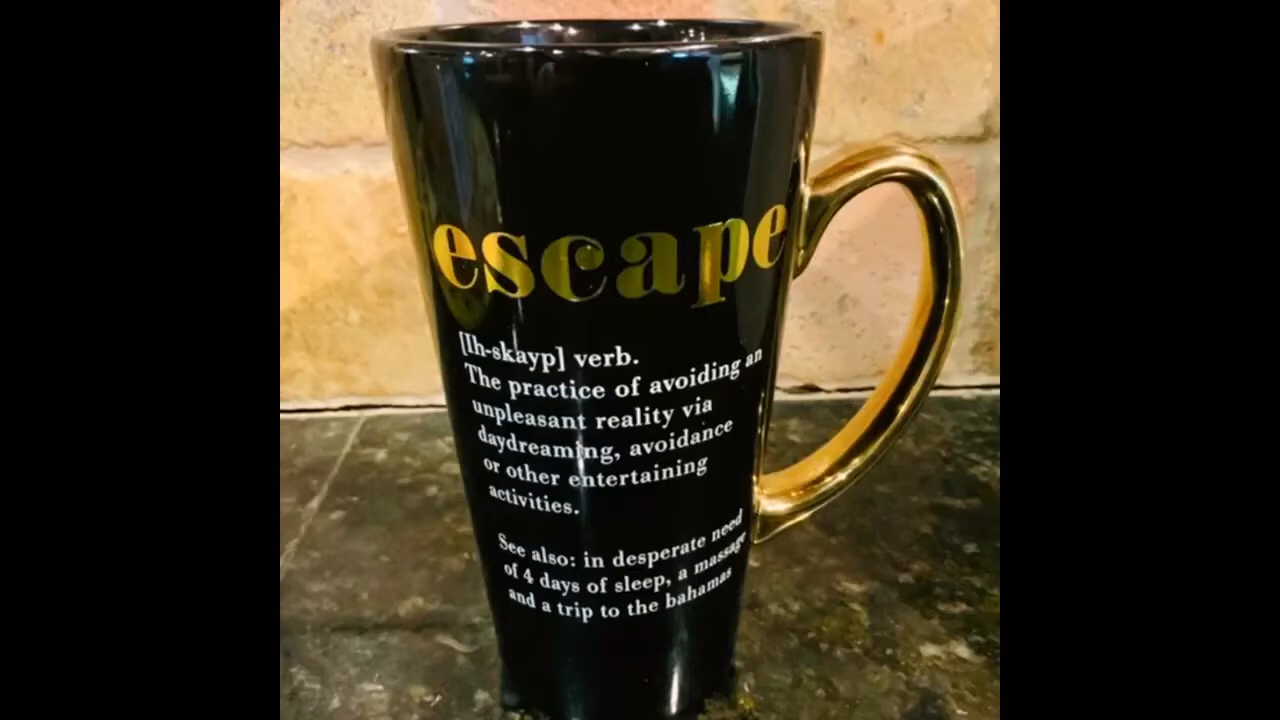 escape
[Ih-skayp] verb.
The practice of avoiding an
unpleasant reality via
daydreaming, avoidance
or other entertaining
activities.
See also: in desperate need
of 4 days of sleep, a massage
and a trip to the bahamas